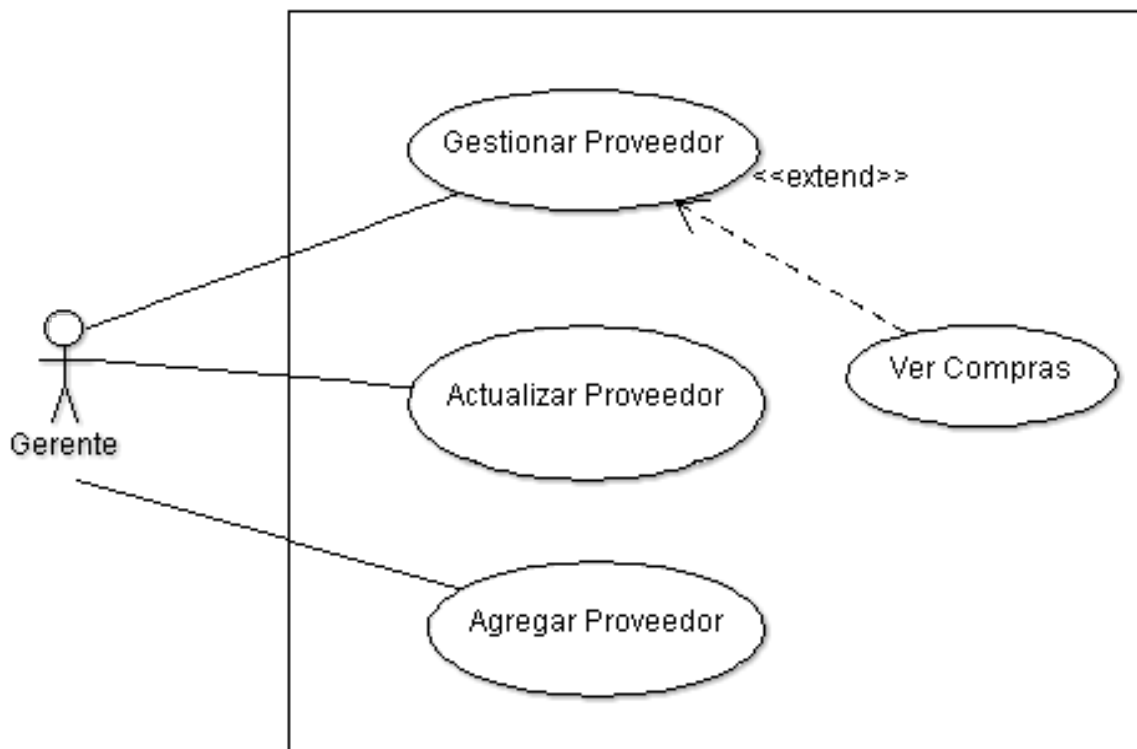 Gestionar Proveedor
<<extend>>
Ver Compras
Actualizar Proveedor
Gerente
Agregar Proveedor